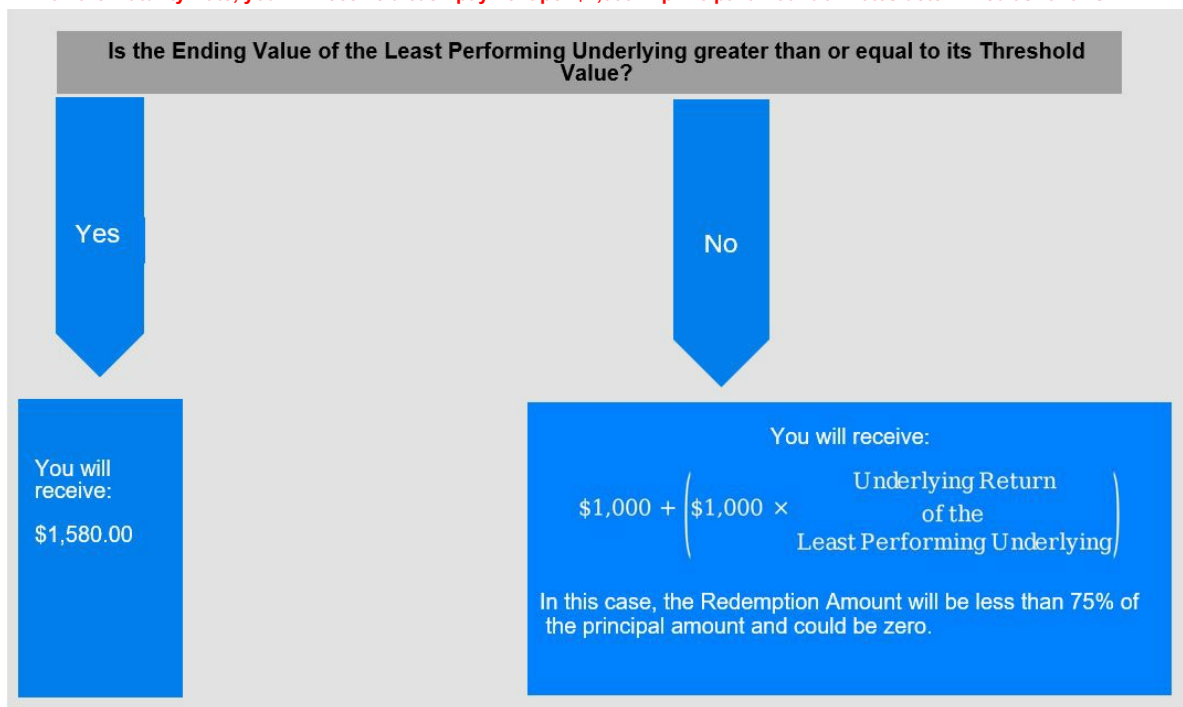 Is the Ending Value of the Least Performing Underlying greater than or equal to its Threshold
Value?
Yes
No
You will
receive:
$1,580.00
You will receive:
$1,000 + ($1,000 × Underlying Return
of the
Least Performing Underlying)
In this case, the Redemption Amount will be less than 75% of
the principal amount and could be zero.